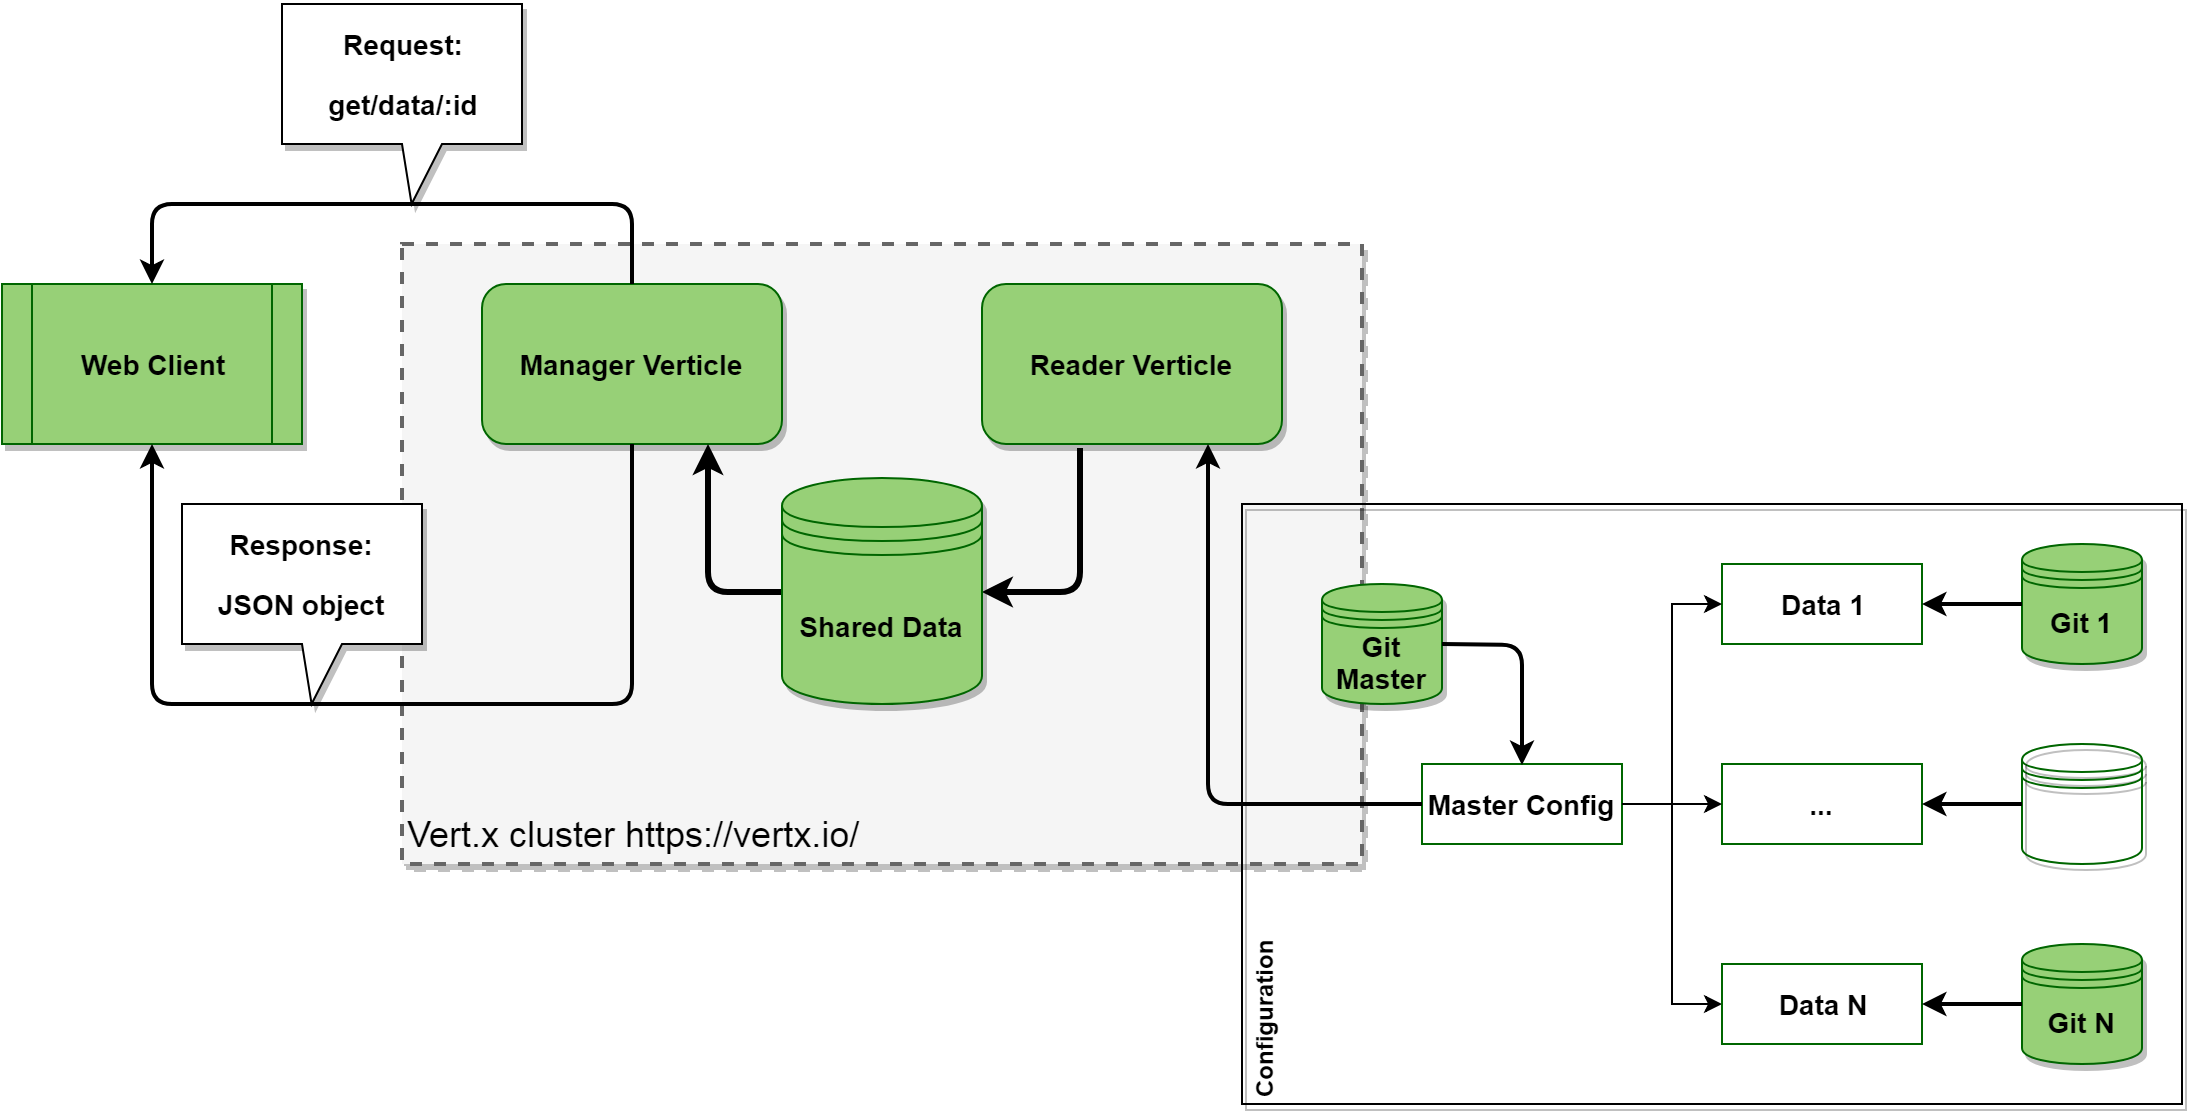 Request:
get/data/:id
Web Client
Manager Verticle
Reader Verticle
Response:
JSON object
Shared Data
Vert.x cluster https://vertx.io/
Git
Master
Master Config
Data 1
Git 1
...
Data N
Git N
Configuration